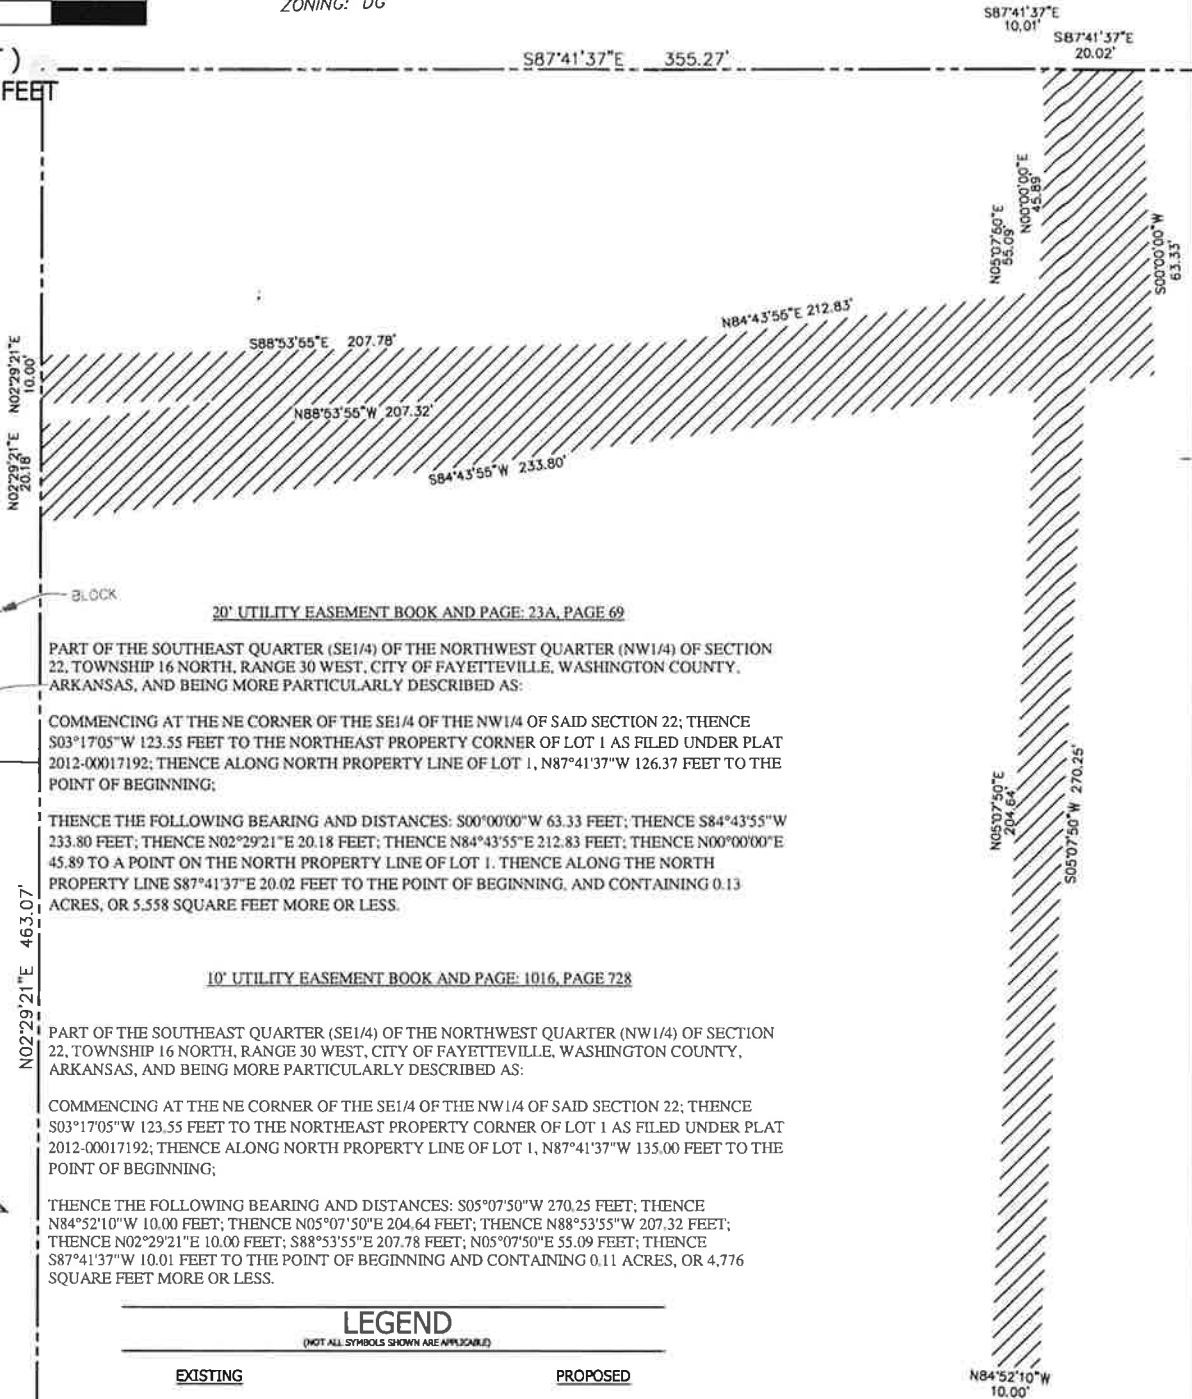 ZONING: DG
)
FEET
S87°41'37"E 355.27'
S87°41'37"E
10.01'
S87°41'37"E
20.02'
N00°00'00"E
45.89
N05°07'50"E
55.09
S00°00'00"W
63.33'
N84°43'55"E 212.83'
S88°53'55"E 207.78'
N02°29'21"E
10.00'
N88°53'55"W 207.32'
N02°29'21"E
20.18'
S84°43'55"W 233.80'
BLOCK
20' UTILITY EASEMENT BOOK AND PAGE: 23A, PAGE 69
PART OF THE SOUTHEAST QUARTER (SE1/4) OF THE NORTHWEST QUARTER (NW1/4) OF SECTION
22, TOWNSHIP 16 NORTH, RANGE 30 WEST, CITY OF FAYETTEVILLE, WASHINGTON COUNTY,
ARKANSAS, AND BEING MORE PARTICULARLY DESCRIBED AS:
COMMENCING AT THE NE CORNER OF THE SE1/4 OF THE NW1/4 OF SAID SECTION 22; THENCE
S03°17'05"W 123.55 FEET TO THE NORTHEAST PROPERTY CORNER OF LOT 1 AS FILED UNDER PLAT
2012-00017192; THENCE ALONG NORTH PROPERTY LINE OF LOT 1, N87°41'37"W 126.37 FEET TO THE
POINT OF BEGINNING;
THENCE THE FOLLOWING BEARING AND DISTANCES: S00°00'00"W 63.33 FEET; THENCE S84°43'55"W
233.80 FEET; THENCE N02°29'21"E 20.18 FEET; THENCE N84°43'55"E 212.83 FEET; THENCE N00°00'00"E
45.89 TO A POINT ON THE NORTH PROPERTY LINE OF LOT 1. THENCE ALONG THE NORTH
PROPERTY LINE S87°41'37"E 20.02 FEET TO THE POINT OF BEGINNING, AND CONTAINING 0.13
ACRES, OR 5,558 SQUARE FEET MORE OR LESS.
N05°07'50"E
204.64'
S05°07'50"W 270.25'
N02°29'21"E 463.07'
10' UTILITY EASEMENT BOOK AND PAGE: 1016, PAGE 728
PART OF THE SOUTHEAST QUARTER (SE1/4) OF THE NORTHWEST QUARTER (NW1/4) OF SECTION
22, TOWNSHIP 16 NORTH, RANGE 30 WEST, CITY OF FAYETTEVILLE, WASHINGTON COUNTY,
ARKANSAS, AND BEING MORE PARTICULARLY DESCRIBED AS:
COMMENCING AT THE NE CORNER OF THE SE1/4 OF THE NW1/4 OF SAID SECTION 22; THENCE
S03°17'05"W 123.55 FEET TO THE NORTHEAST PROPERTY CORNER OF LOT 1 AS FILED UNDER PLAT
2012-00017192; THENCE ALONG NORTH PROPERTY LINE OF LOT 1, N87°41'37"W 135.00 FEET TO THE
POINT OF BEGINNING;
THENCE THE FOLLOWING BEARING AND DISTANCES: S05°07'50"W 270.25 FEET; THENCE
N84°52'10"W 10.00 FEET; THENCE N05°07'50"E 204.64 FEET; THENCE N88°53'55"W 207.32 FEET;
THENCE N02°29'21"E 10.00 FEET; S88°53'55"E 207.78 FEET; N05°07'50"E 55.09 FEET; THENCE
S87°41'37"W 10.01 FEET TO THE POINT OF BEGINNING AND CONTAINING 0.11 ACRES, OR 4,776
SQUARE FEET MORE OR LESS.
LEGEND
(NOT ALL SYMBOLS SHOWN ARE APPLICABLE)
EXISTING PROPOSED
N84°52'10"W
10.00'